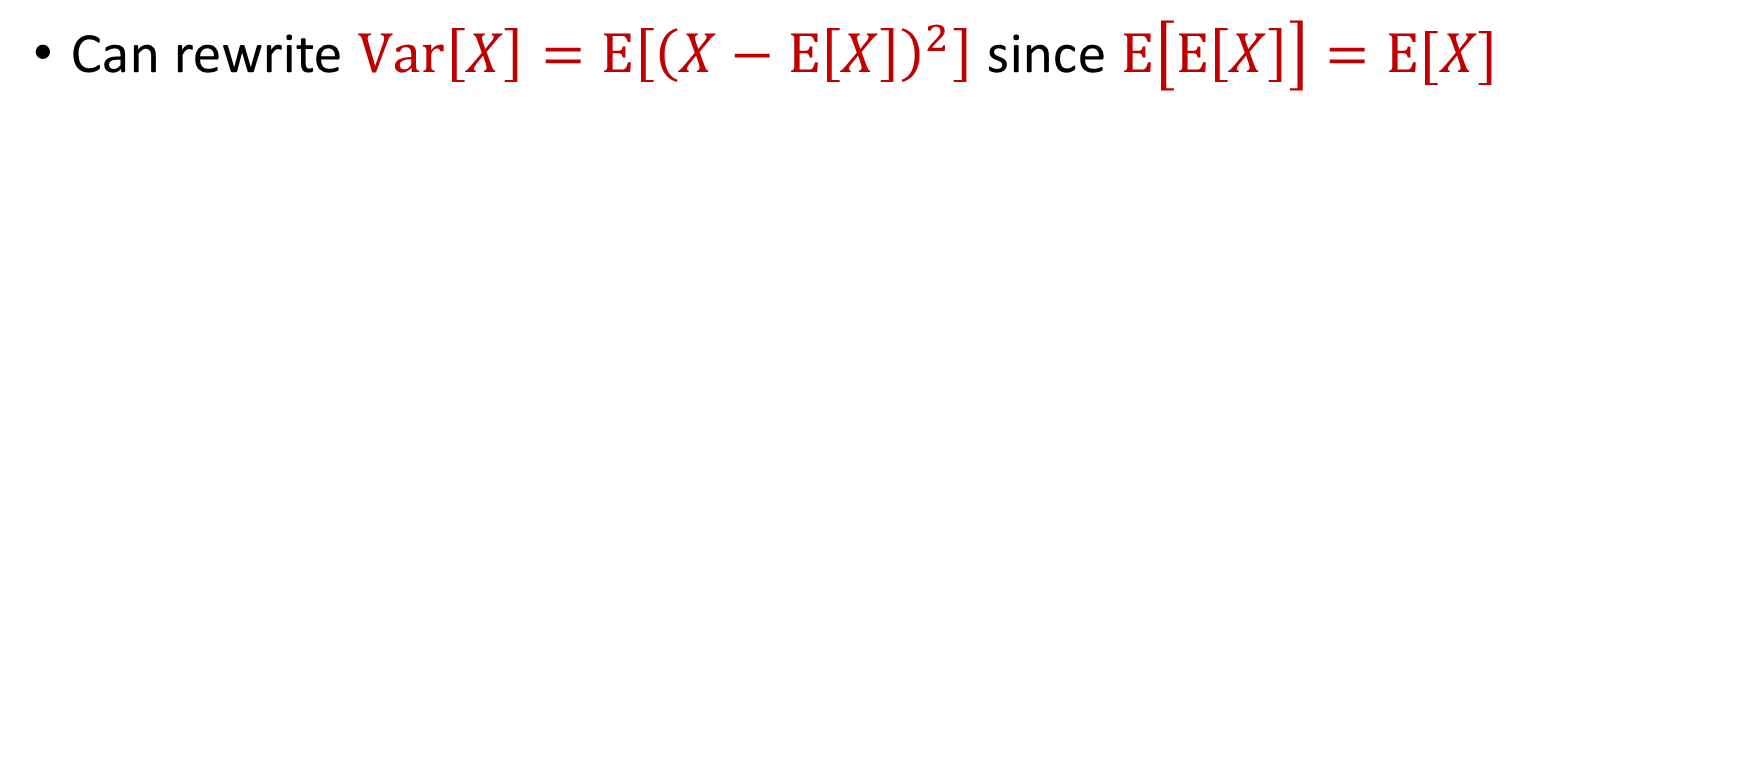 • Can rewrite Var[X] = E[(X − E[X])²] since E[E[X]] = E[X]